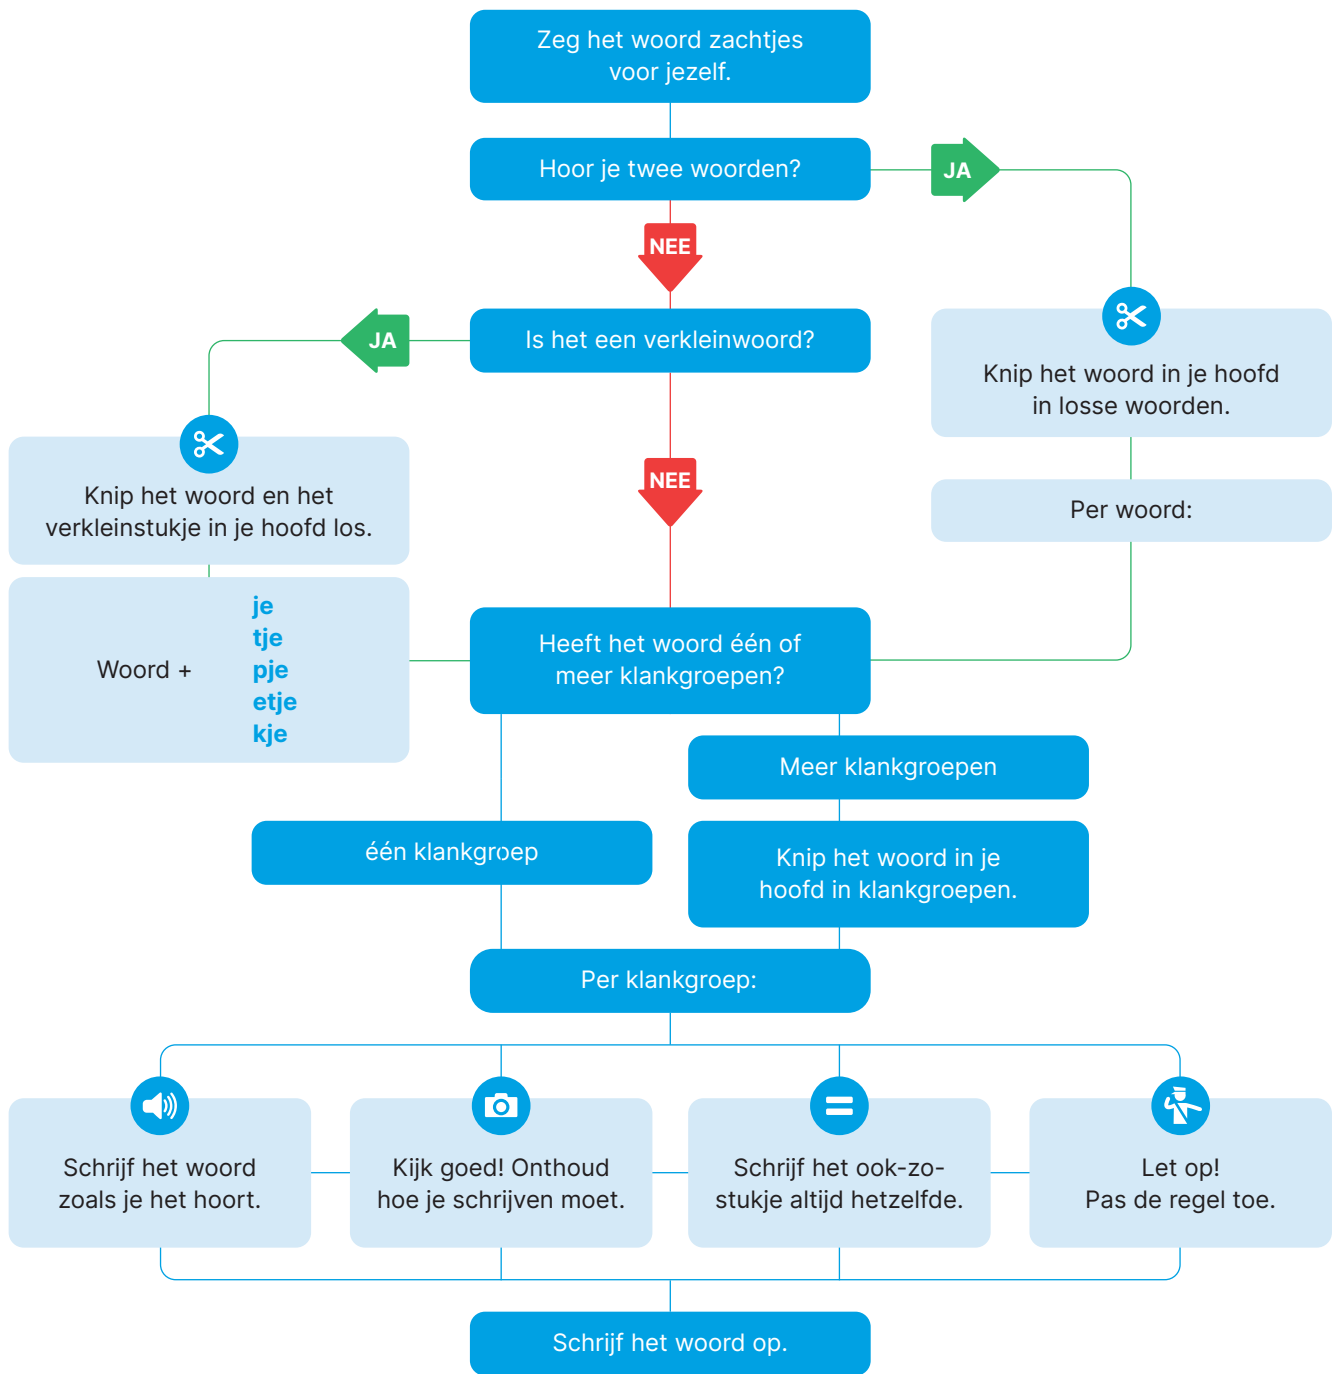 Zeg het woord zachtjes
voor jezelf.
Hoor je twee woorden?
JA
NEE
Is het een verkleinwoord?
JA
Knip het woord in je hoofd
in losse woorden.
Knip het woord en het
verkleinstukje in je hoofd los.
NEE
Per woord:
Woord +
je
tje
pje
etje
kje
Heeft het woord één of
meer klankgroepen?
Meer klankgroepen
één klankgroep
Knip het woord in je
hoofd in klankgroepen.
Per klankgroep:
Schrijf het woord
zoals je het hoort.
Kijk goed! Onthoud
hoe je schrijven moet.
Schrijf het ook-zo-
stukje altijd hetzelfde.
Let op!
Pas de regel toe.
Schrijf het woord op.